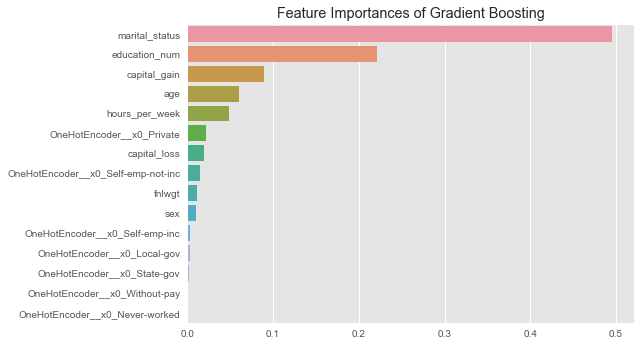 Feature Importances of Gradient Boosting
marital_status
education_num
capital_gain
age
hours_per_week
OneHotEncoder__x0_Private
capital_loss
OneHotEncoder__x0_Self-emp-not-inc
fnlwgt
sex
OneHotEncoder__x0_Self-emp-inc
OneHotEncoder__x0_Local-gov
OneHotEncoder__x0_State-gov
OneHotEncoder__x0_Without-pay
OneHotEncoder__x0_Never-worked
0.0 0.1 0.2 0.3 0.4 0.5